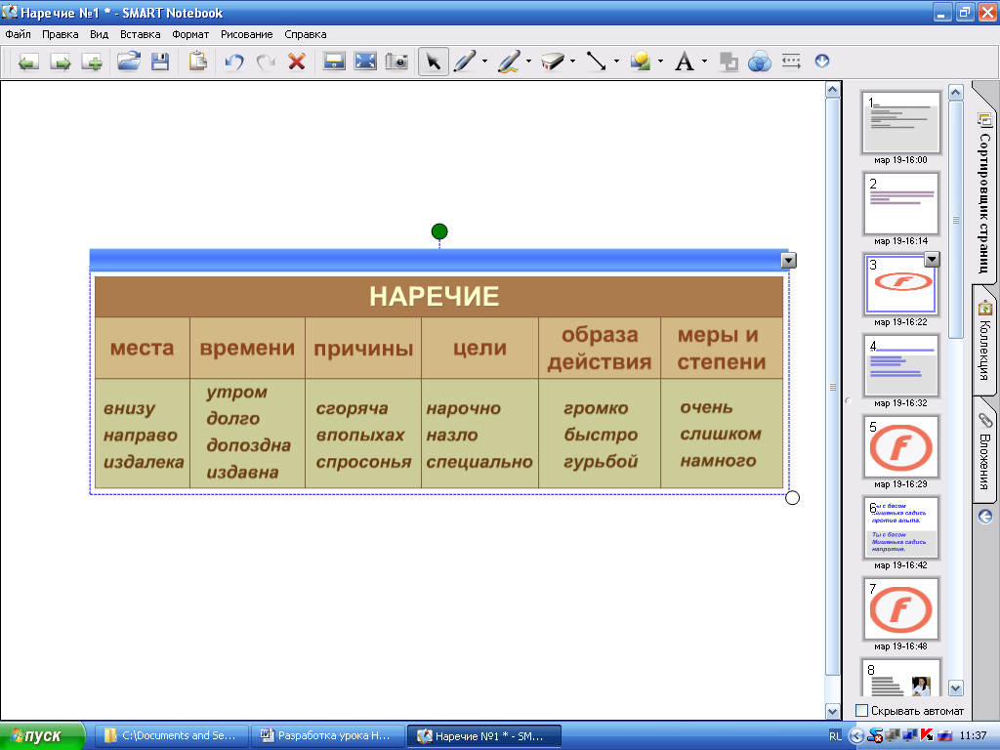 Наречие №1 * - SMART Notebook
Файл Правка Вид Вставка Формат Рисование Справка
НАРЕЧИЕ
места времени причины цели образа действия меры и степени
внизу
направо
издалека
утром
долго
допоздна
издавна
сгоряча
впопыхах
спросонья
нарочно
назло
специально
громко
быстро
гурьбой
очень
слишком
намного
1
мар 19-16:00
2
мар 19-16:14
3
мар 19-16:22
4
мар 19-16:32
5
мар 19-16:29
6
Ты с басом
Мишенька садись
против альта.
Ты с басом
Мишенька садись
напротив.
мар 19-16:42
7
мар 19-16:48
8
Скрывать автомат
Сортировщик страниц
Коллекция
Вложения
пуск
C:\Documents and Se...
Разработка урока Н...
Наречие №1 * - SM...
RL
11:37